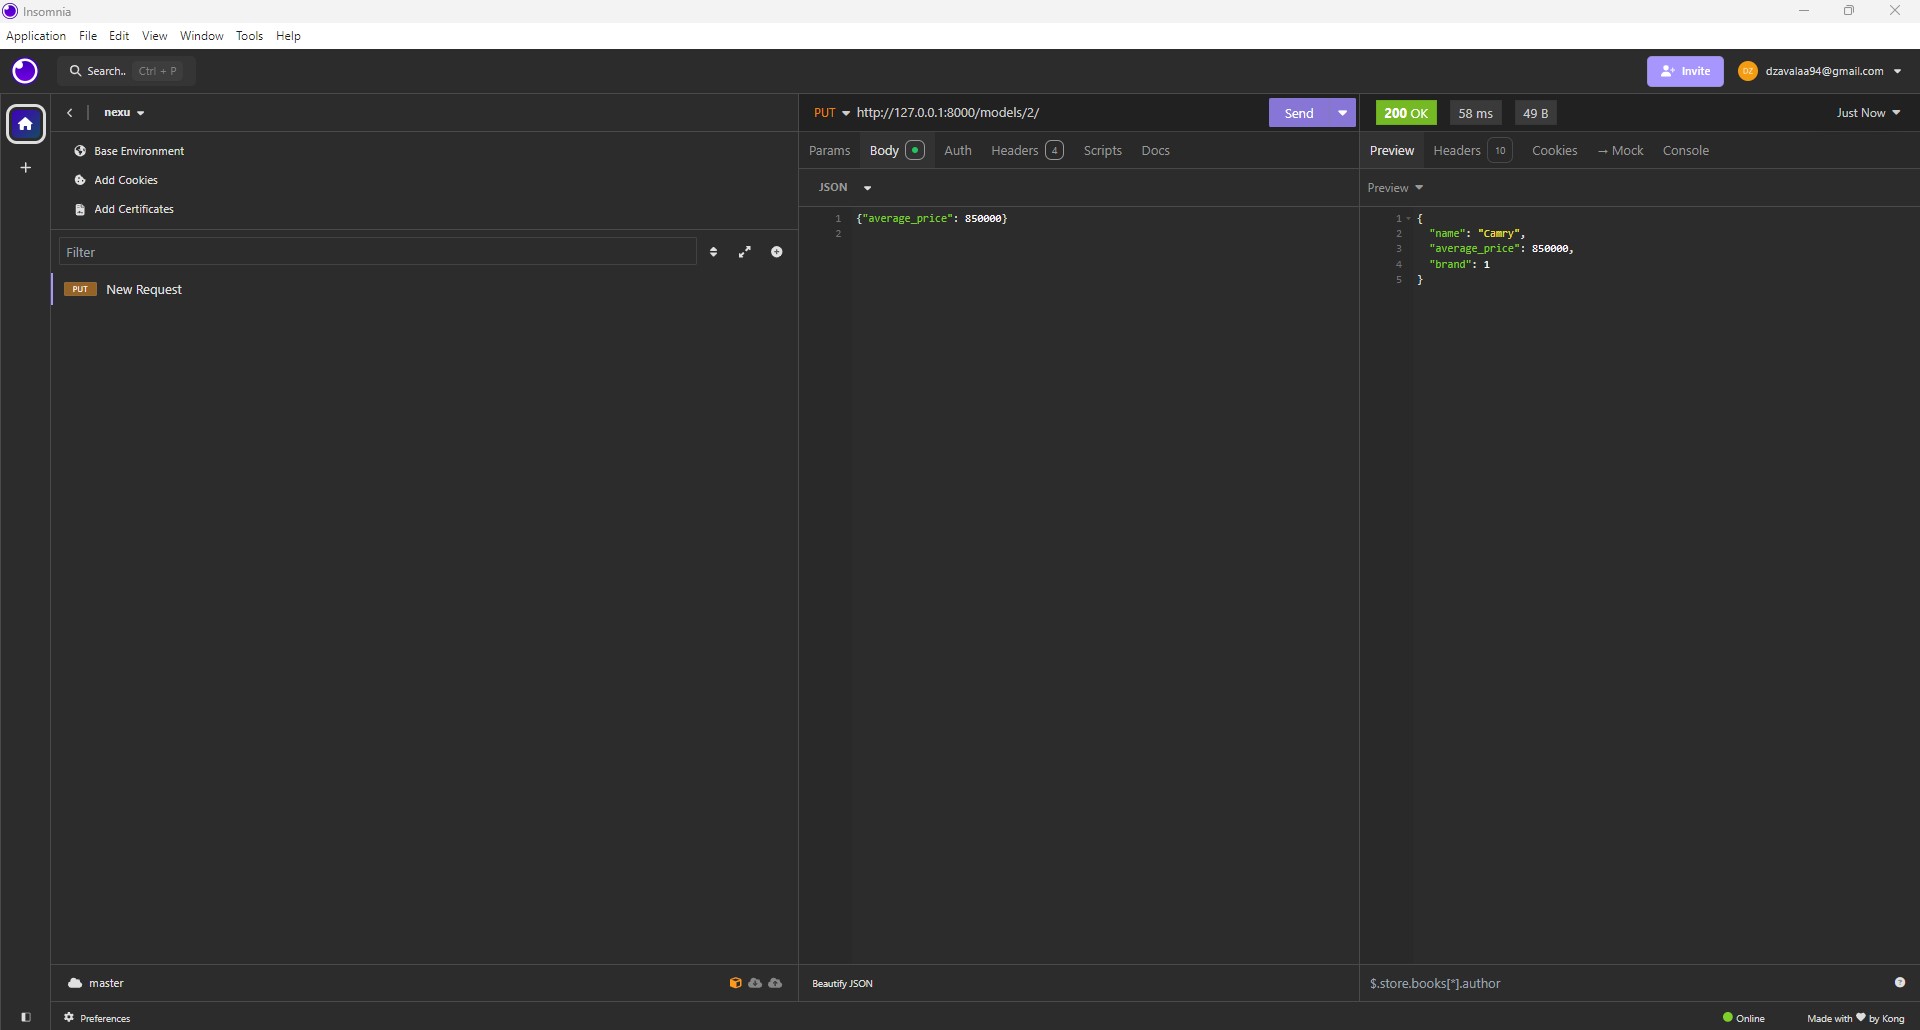 Insomnia
Application File Edit View Window Tools Help
Search.. Ctrl + P
Invite DZ dzavalaa94@gmail.com
nexu
Base Environment
Add Cookies
Add Certificates
Filter
PUT New Request
master
Preferences
PUT http://127.0.0.1:8000/models/2/ Send
Params Body Auth Headers 4 Scripts Docs
JSON
1 {"average_price": 850000}
2
Beautify JSON
200 OK 58 ms 49 B Just Now
Preview Headers 10 Cookies → Mock Console
Preview
1 {
2 "name": "Camry",
3 "average_price": 850000,
4 "brand": 1
5 }
$.store.books[*].author
Online Made with ♥ by Kong